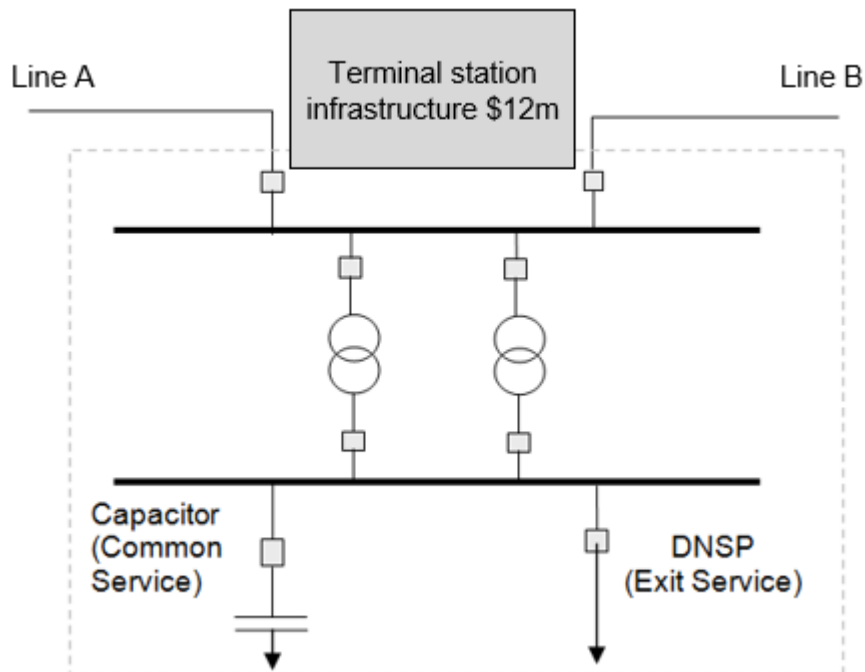 Terminal station
infrastructure $12m
Line A
Line B
Capacitor
(Common
Service)
DNSP
(Exit Service)